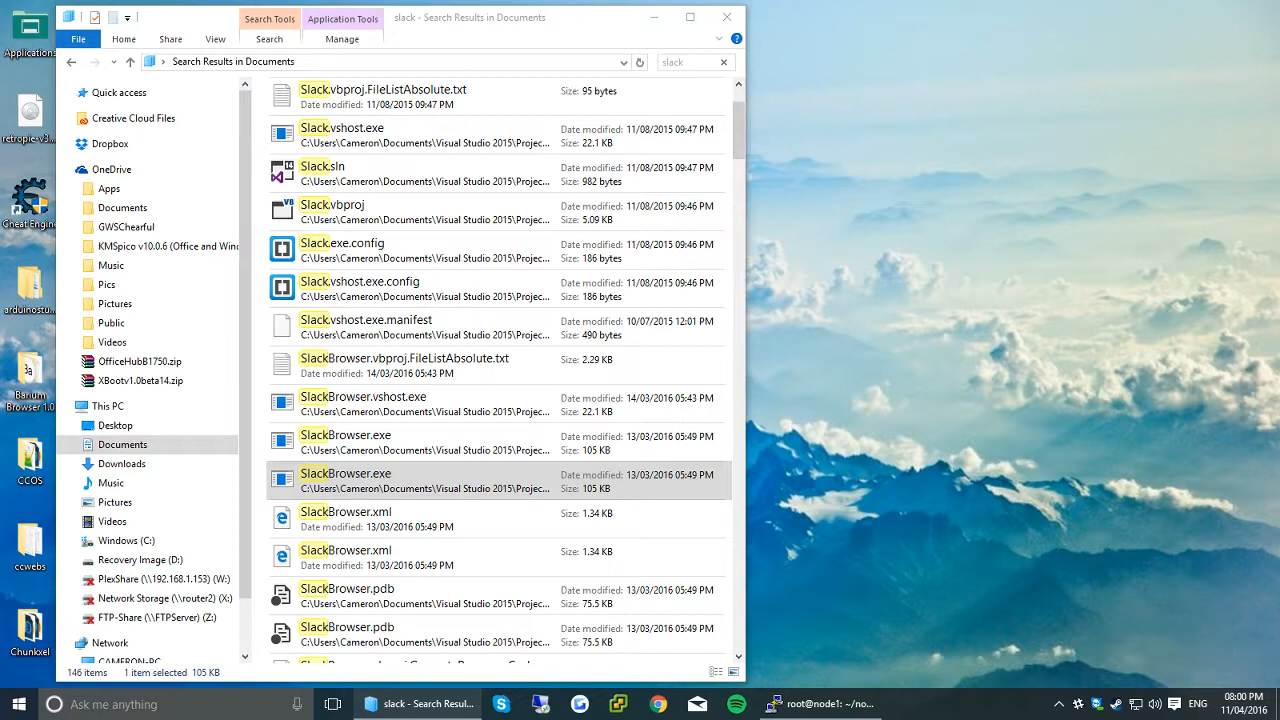 Search Tools
Application Tools
slack - Search Results in Documents
File
Home
Share
View
Search
Manage
Search Results in Documents
slack
Quick access
Creative Cloud Files
Dropbox
OneDrive
Apps
Documents
GWSChearful
KMSpico v10.0.6 (Office and Wind
Music
Pics
Pictures
Public
Videos
OfficeHubB1750.zip
XBootv1.0beta14.zip
This PC
Desktop
Documents
Downloads
Music
Pictures
Videos
Windows (C:)
Recovery Image (D:)
PlexShare (\\192.168.1.153) (W:)
Network Storage (\\router2) (X:)
FTP-Share (\\FTPServer) (Z:)
Network
CAMERON-PC
Slack.vbproj.FileListAbsolute.txt
Date modified: 11/08/2015 09:47 PM
Size: 95 bytes
Slack.vshost.exe
C:\Users\Cameron\Documents\Visual Studio 2015\Projec...
Date modified: 11/08/2015 09:47 PM
Size: 22.1 KB
Slack.sln
C:\Users\Cameron\Documents\Visual Studio 2015\Projec...
Date modified: 11/08/2015 09:47 PM
Size: 982 bytes
Slack.vbproj
C:\Users\Cameron\Documents\Visual Studio 2015\Projec...
Date modified: 11/08/2015 09:46 PM
Size: 5.09 KB
Slack.exe.config
C:\Users\Cameron\Documents\Visual Studio 2015\Projec...
Date modified: 11/08/2015 09:46 PM
Size: 186 bytes
Slack.vshost.exe.config
C:\Users\Cameron\Documents\Visual Studio 2015\Projec...
Date modified: 11/08/2015 09:46 PM
Size: 186 bytes
Slack.vshost.exe.manifest
C:\Users\Cameron\Documents\Visual Studio 2015\Projec...
Date modified: 10/07/2015 12:01 PM
Size: 490 bytes
SlackBrowser.vbproj.FileListAbsolute.txt
Date modified: 14/03/2016 05:43 PM
Size: 2.29 KB
SlackBrowser.vshost.exe
C:\Users\Cameron\Documents\Visual Studio 2015\Projec...
Date modified: 14/03/2016 05:43 PM
Size: 22.1 KB
SlackBrowser.exe
C:\Users\Cameron\Documents\Visual Studio 2015\Projec...
Date modified: 13/03/2016 05:49 PM
Size: 105 KB
SlackBrowser.exe
C:\Users\Cameron\Documents\Visual Studio 2015\Projec...
Date modified: 13/03/2016 05:49 PM
Size: 105 KB
SlackBrowser.xml
Date modified: 13/03/2016 05:49 PM
Size: 1.34 KB
SlackBrowser.xml
Date modified: 13/03/2016 05:49 PM
Size: 1.34 KB
SlackBrowser.pdb
C:\Users\Cameron\Documents\Visual Studio 2015\Projec...
Date modified: 13/03/2016 05:49 PM
Size: 75.5 KB
SlackBrowser.pdb
C:\Users\Cameron\Documents\Visual Studio 2015\Projec...
Date modified: 13/03/2016 05:49 PM
Size: 75.5 KB
146 items
1 item selected 105 KB
Applications
retropie-v3...
Cheat Engine
arduinostu...
Barium
Browser 1.0
CCOS
ccwebs
Chunkxel
Ask me anything
slack - Search Resul...
root@node1: ~/no...
08:00 PM
11/04/2016